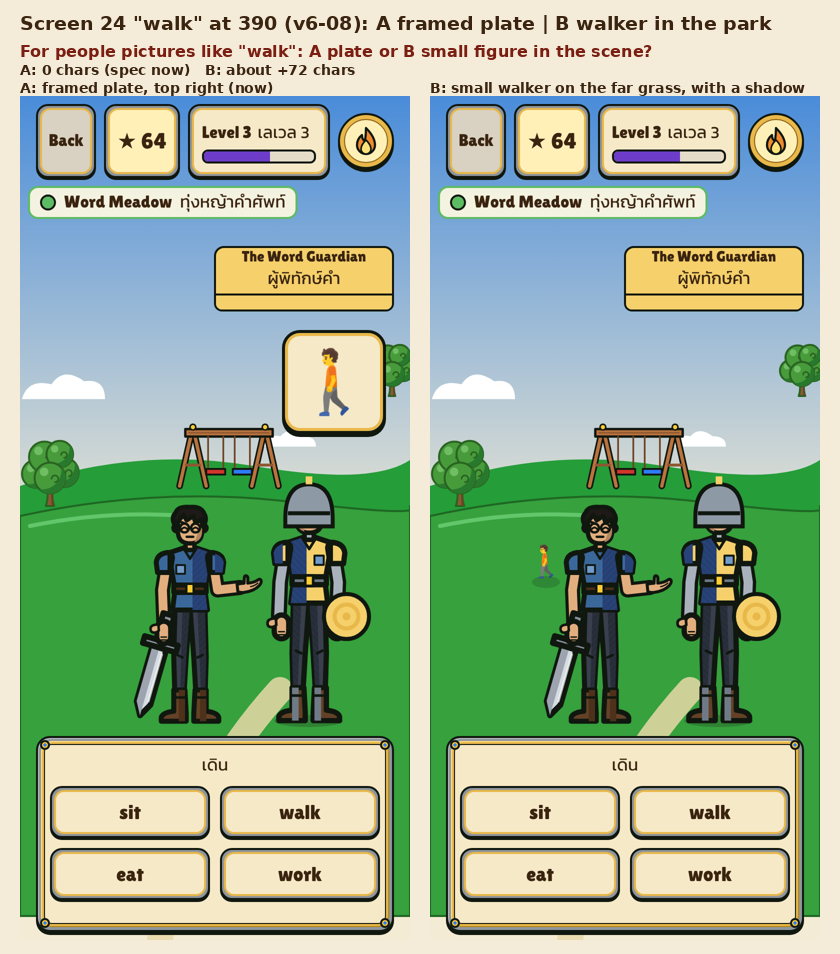 Screen 24 "walk" at 390 (v6-08): A framed plate | B walker in the park
For people pictures like "walk": A plate or B small figure in the scene?
A: 0 chars (spec now)   B: about +72 chars
A: framed plate, top right (now)
B: small walker on the far grass, with a shadow
Back
★ 64
Level 3 เลเวล 3
Word Meadow ทุ่งหญ้าคำศัพท์
The Word Guardian
ผู้พิทักษ์คำ
เดิน
sit
walk
eat
work
Back
★ 64
Level 3 เลเวล 3
Word Meadow ทุ่งหญ้าคำศัพท์
The Word Guardian
ผู้พิทักษ์คำ
เดิน
sit
walk
eat
work